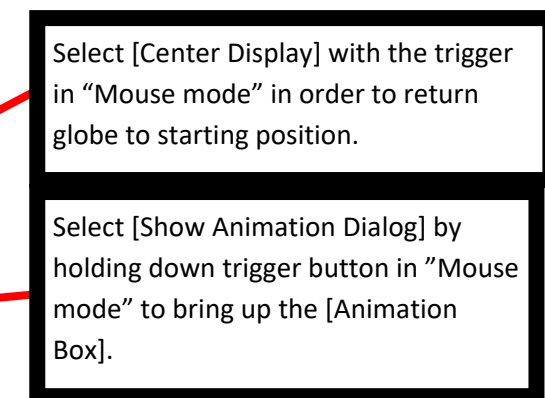 Select [Center Display] with the trigger
in “Mouse mode” in order to return
globe to starting position.
Select [Show Animation Dialog] by
holding down trigger button in ”Mouse
mode” to bring up the [Animation
Box].